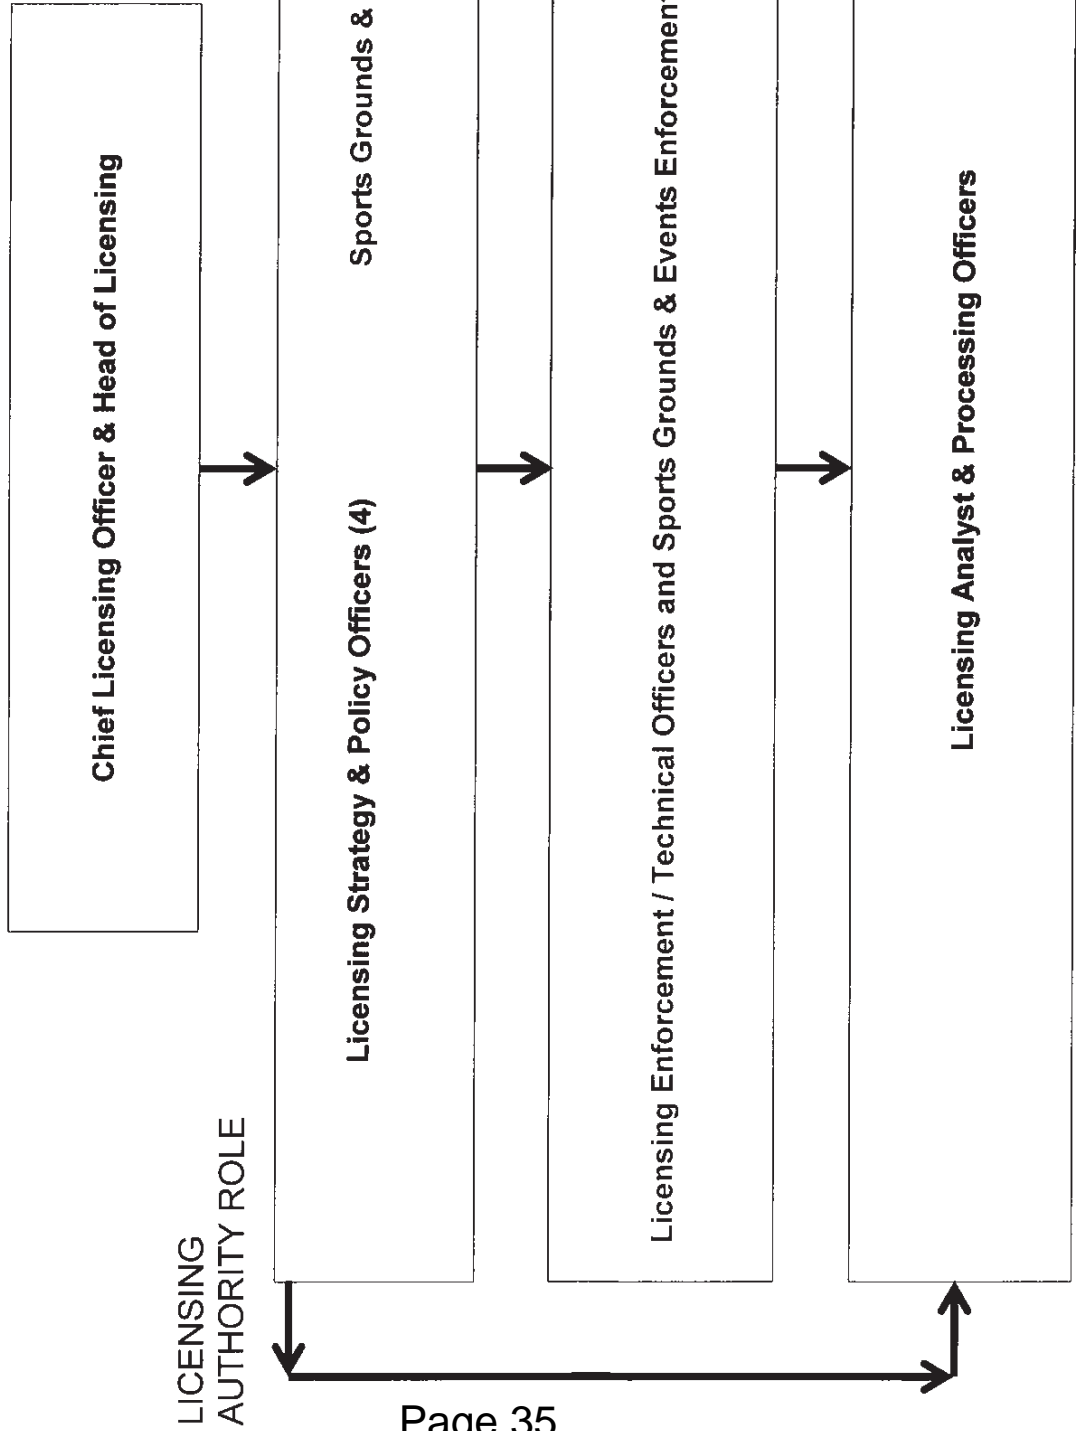 LICENSING
AUTHORITY ROLE
Chief Licensing Officer & Head of Licensing
Licensing Strategy & Policy Officers (4)
Sports Grounds &
Licensing Enforcement / Technical Officers and Sports Grounds & Events Enforcement
Licensing Analyst & Processing Officers
Page 35